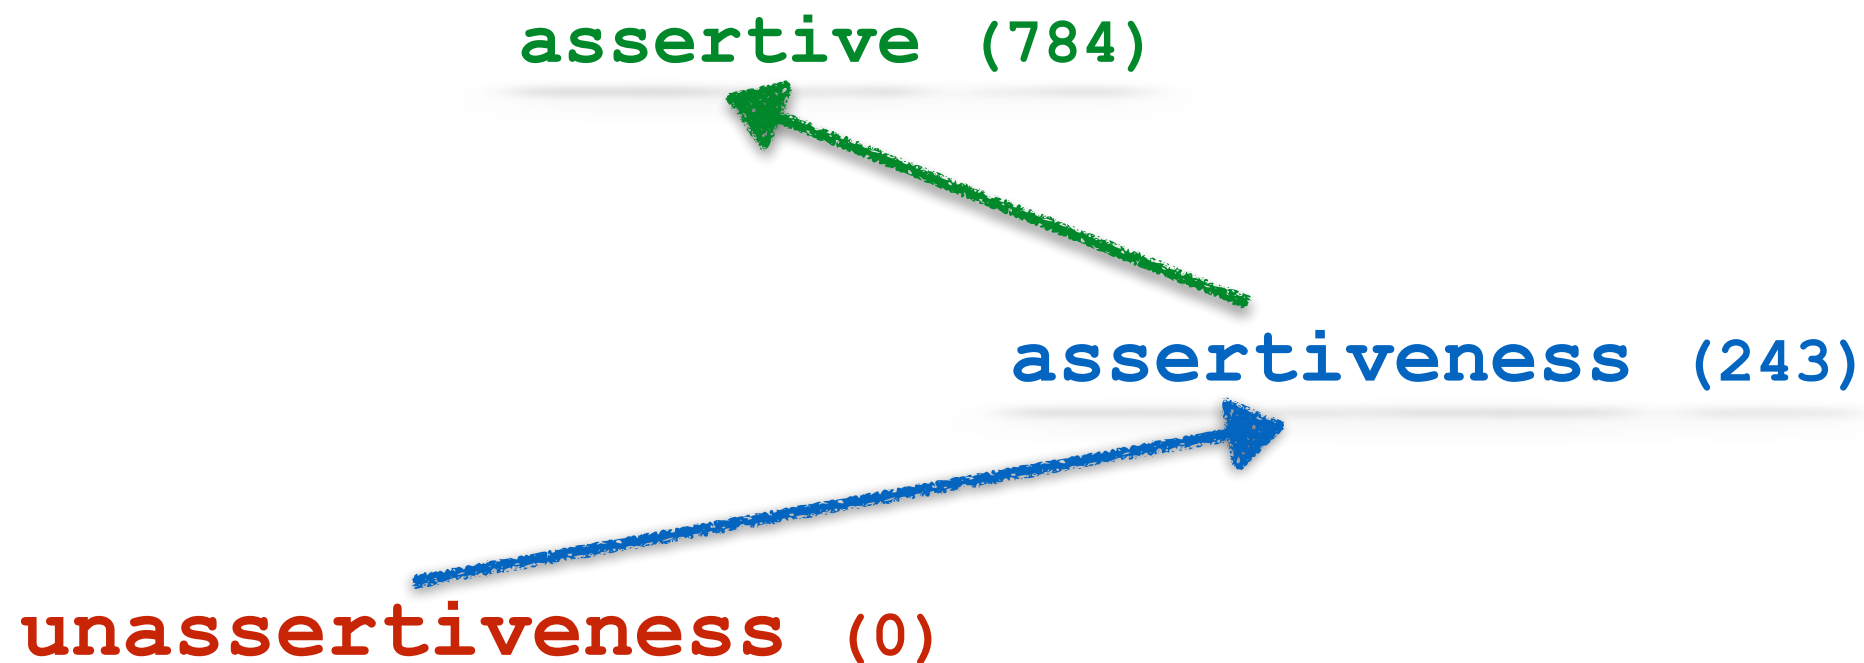 assertive (784)
assertiveness (243)
unassertiveness (0)